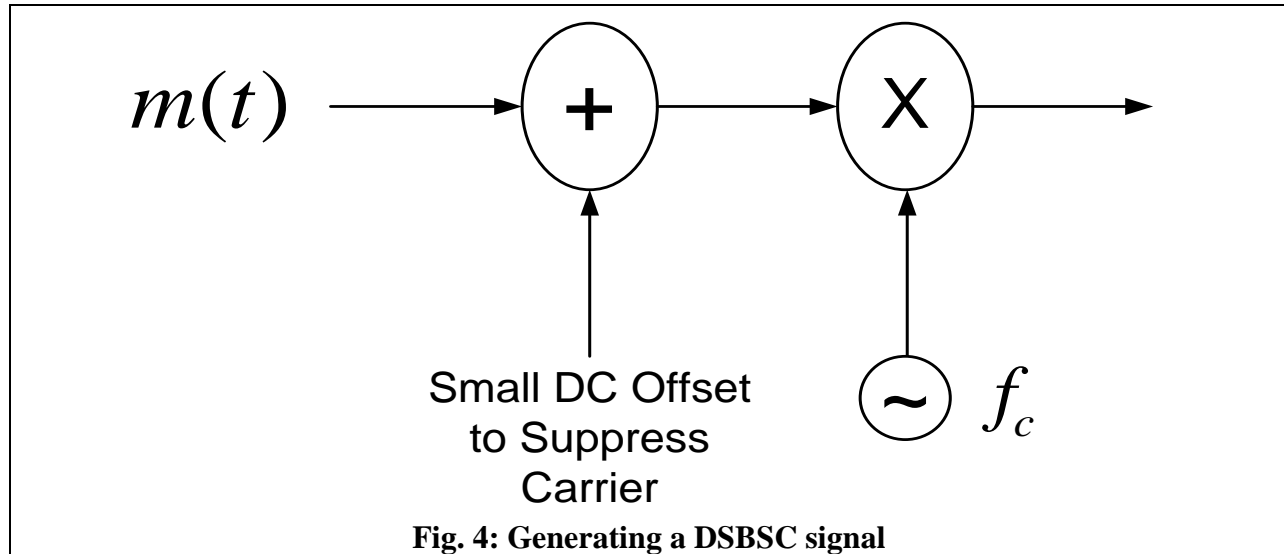 m(t)
+
X
Small DC Offset
to Suppress
Carrier
~
f_c
Fig. 4: Generating a DSBSC signal